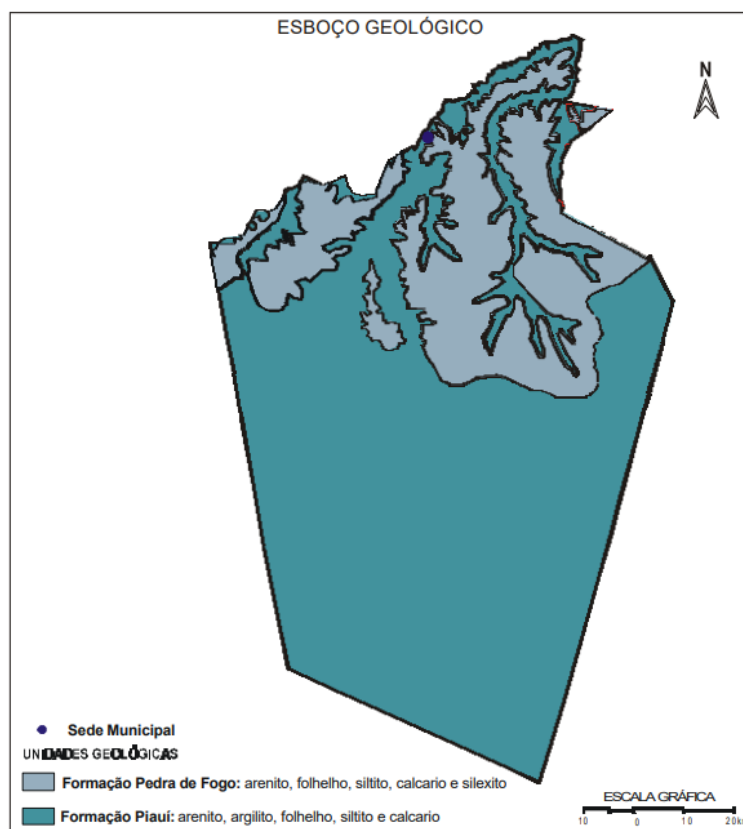 ESBOÇO GEOLÓGICO
N
Sede Municipal
UNIDADES GEOLÓGICAS
Formação Pedra de Fogo: arenito, folhelho, siltito, calcario e silexito
Formação Piauí: arenito, argilito, folhelho, siltito e calcario
ESCALA GRÁFICA
10 0 10 20k